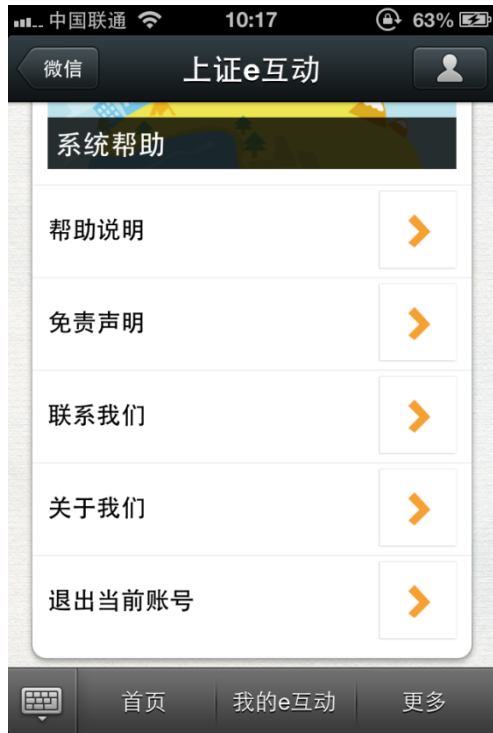 中国联通 10:17 63%
微信 上证e互动
系统帮助
帮助说明
免责声明
联系我们
关于我们
退出当前账号
首页 我的e互动 更多